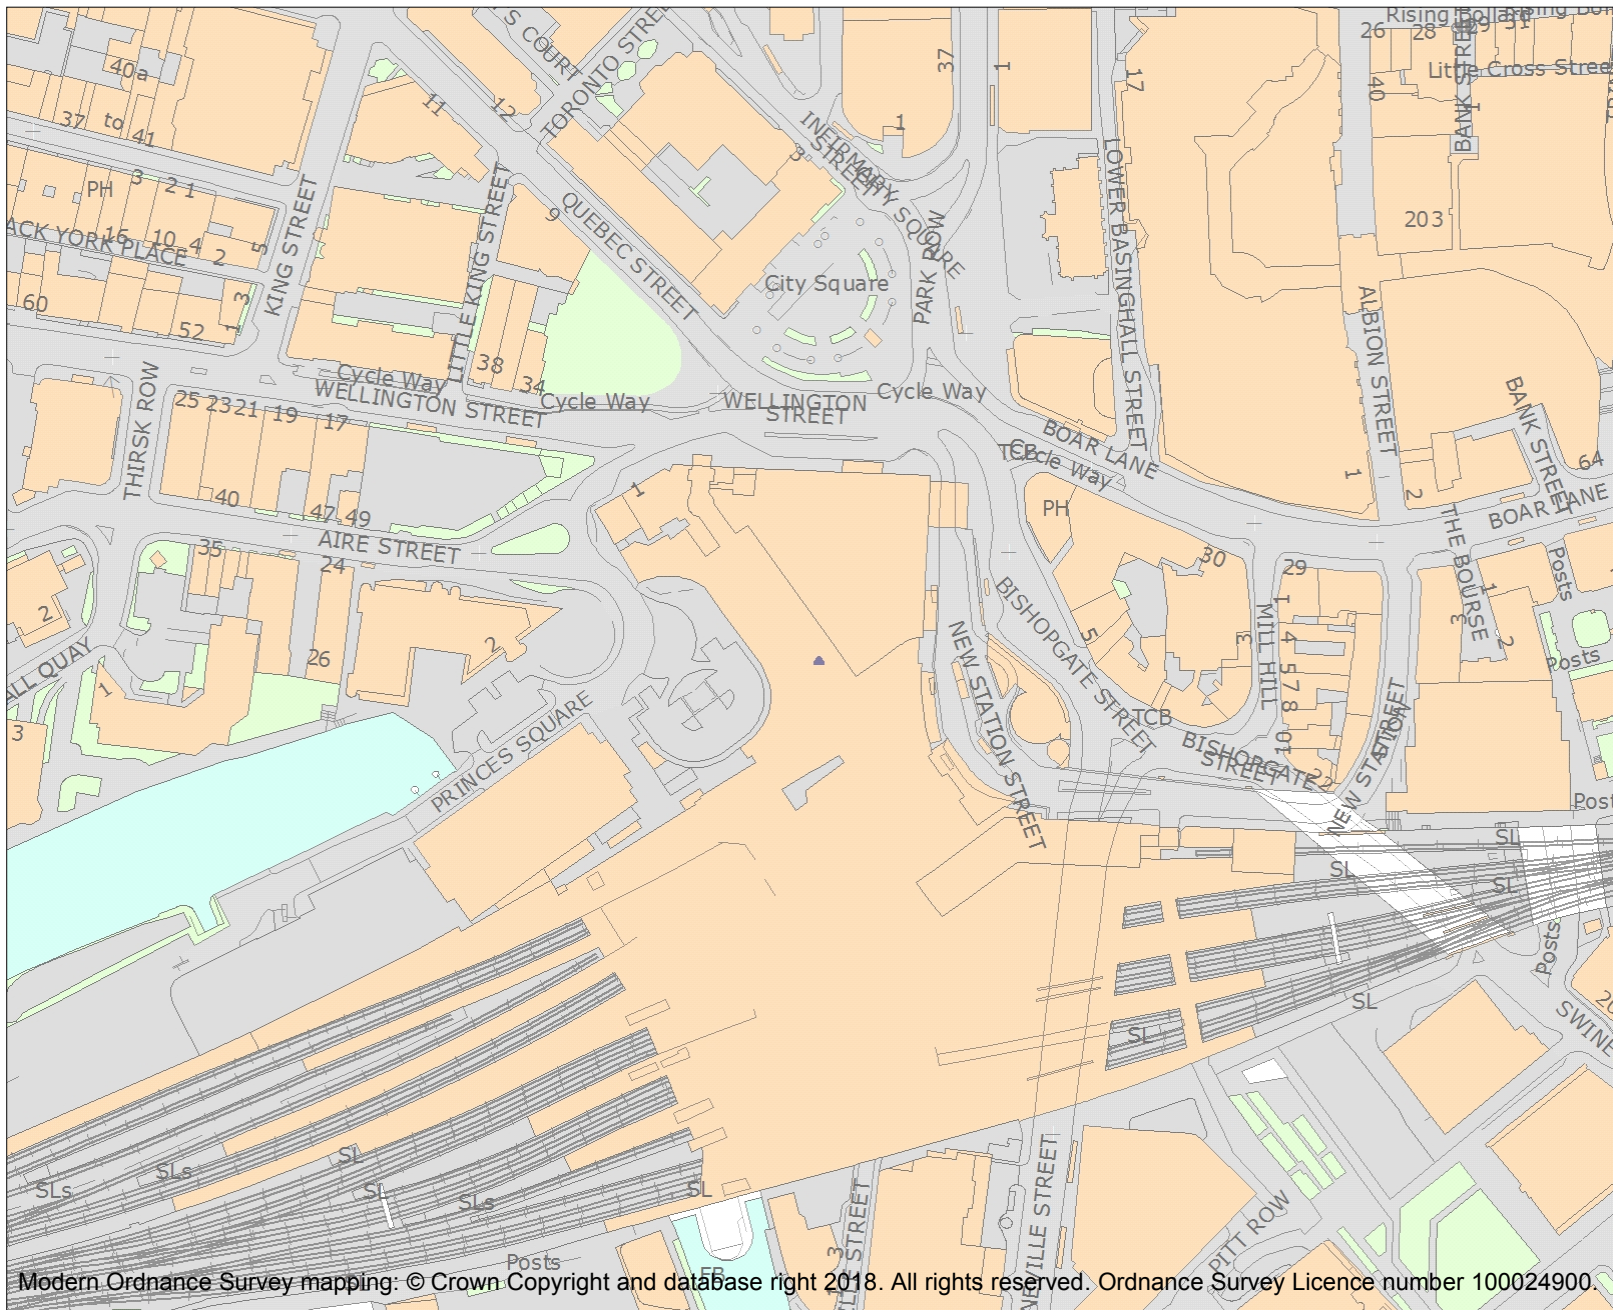 Rising Bollard
Rising Bol
26
28
29
31
Little Cross Stree
BANK STREET
1
40
40a
37
to
41
11
12
'S COURT
TORONTO STREE
37
1
1
17
INFIRMARY
STREET
3
CITY SQUARE
PH
3
2
1
16
10
4
2
5
ACK YORK PLACE
KING STREET
LITTLE KING STREET
9
QUEBEC STREET
City Square
PARK ROW
LOWER BASINGHALL STREET
203
ALBION STREET
60
52
1
3
38
34
Cycle Way
WELLINGTON STREET
Cycle Way
WELLINGTON
STREET
Cycle Way
THIRSK ROW
25
23
21
19
17
BOAR LANE
TCB
Cycle Way
BANK STREET
64
BOAR LANE
1
2
1
PH
40
47
49
AIRE STREET
35
24
26
2
2
ALL QUAY
1
3
30
29
1
4
5
7
8
10
3
MILL HILL
5
BISHOPGATE STREET
NEW STATION STREET
THE BOURSE
1
3
2
Posts
Posts
TCB
BISHOPGATE
STREET
22
NEW STATION
STREET
PRINCES SQUARE
Post
SL
SL
SL
Posts
SL
SL
20
SWINE
SL
SLs
SLs
SL
SLs
SL
Posts
FB
3
LE STREET
NEVILLE STREET
PITT ROW
Modern Ordnance Survey mapping: © Crown Copyright and database right 2018. All rights reserved. Ordnance Survey Licence number 100024900.